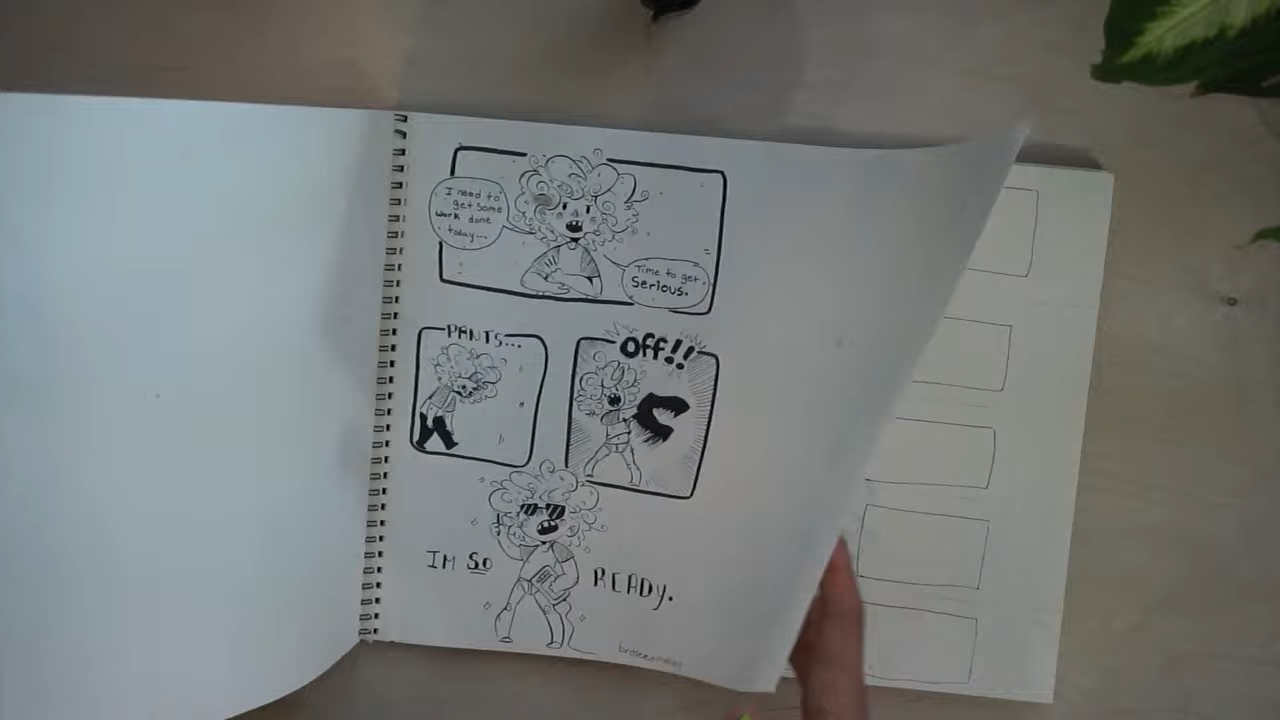 I need to
get some
work done
today...
Time to get
Serious.
PANTS...
OFF!!
IM SO
READY.